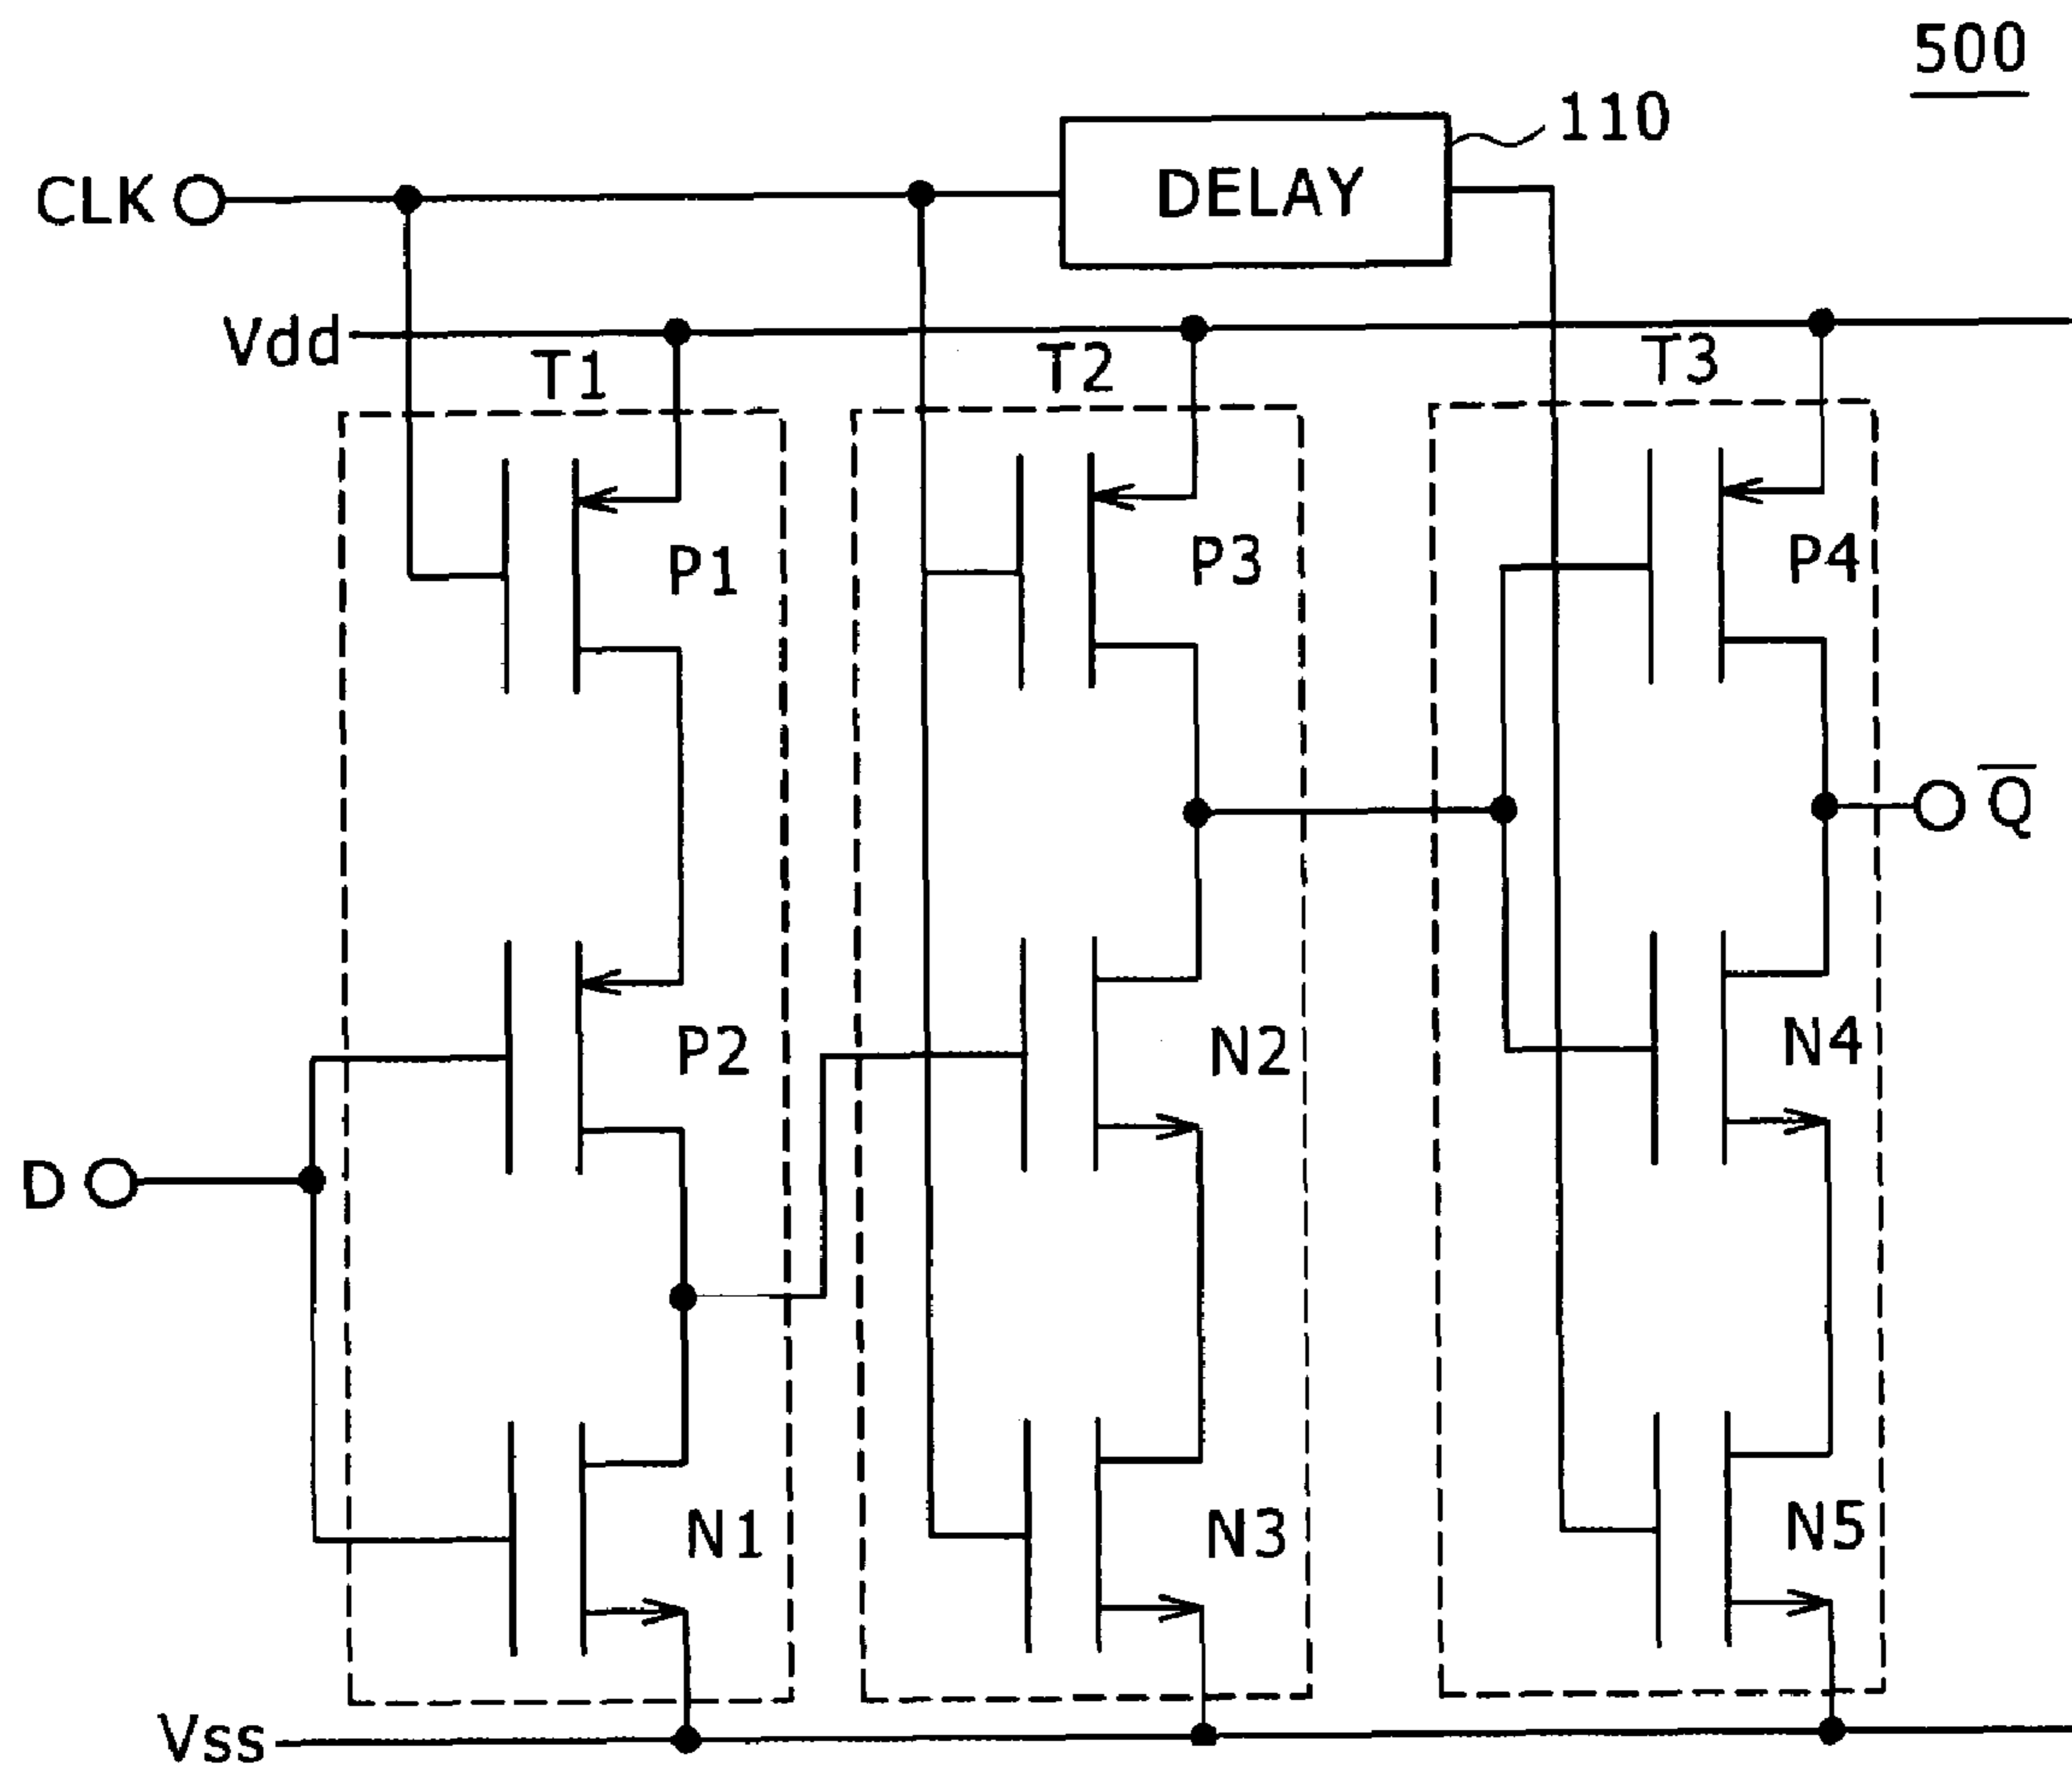 500
110
CLK
DELAY
Vdd
T1
T2
T3
P1
P3
P4
Q̅
P2
N2
N4
D
N1
N3
N5
Vss